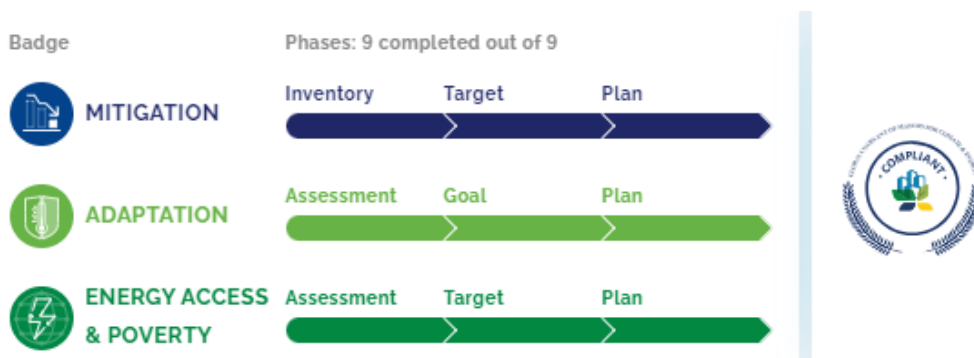 Badge
Phases: 9 completed out of 9
MITIGATION
Inventory Target Plan
ADAPTATION
Assessment Goal Plan
ENERGY ACCESS
& POVERTY
Assessment Target Plan
COMPLIANT